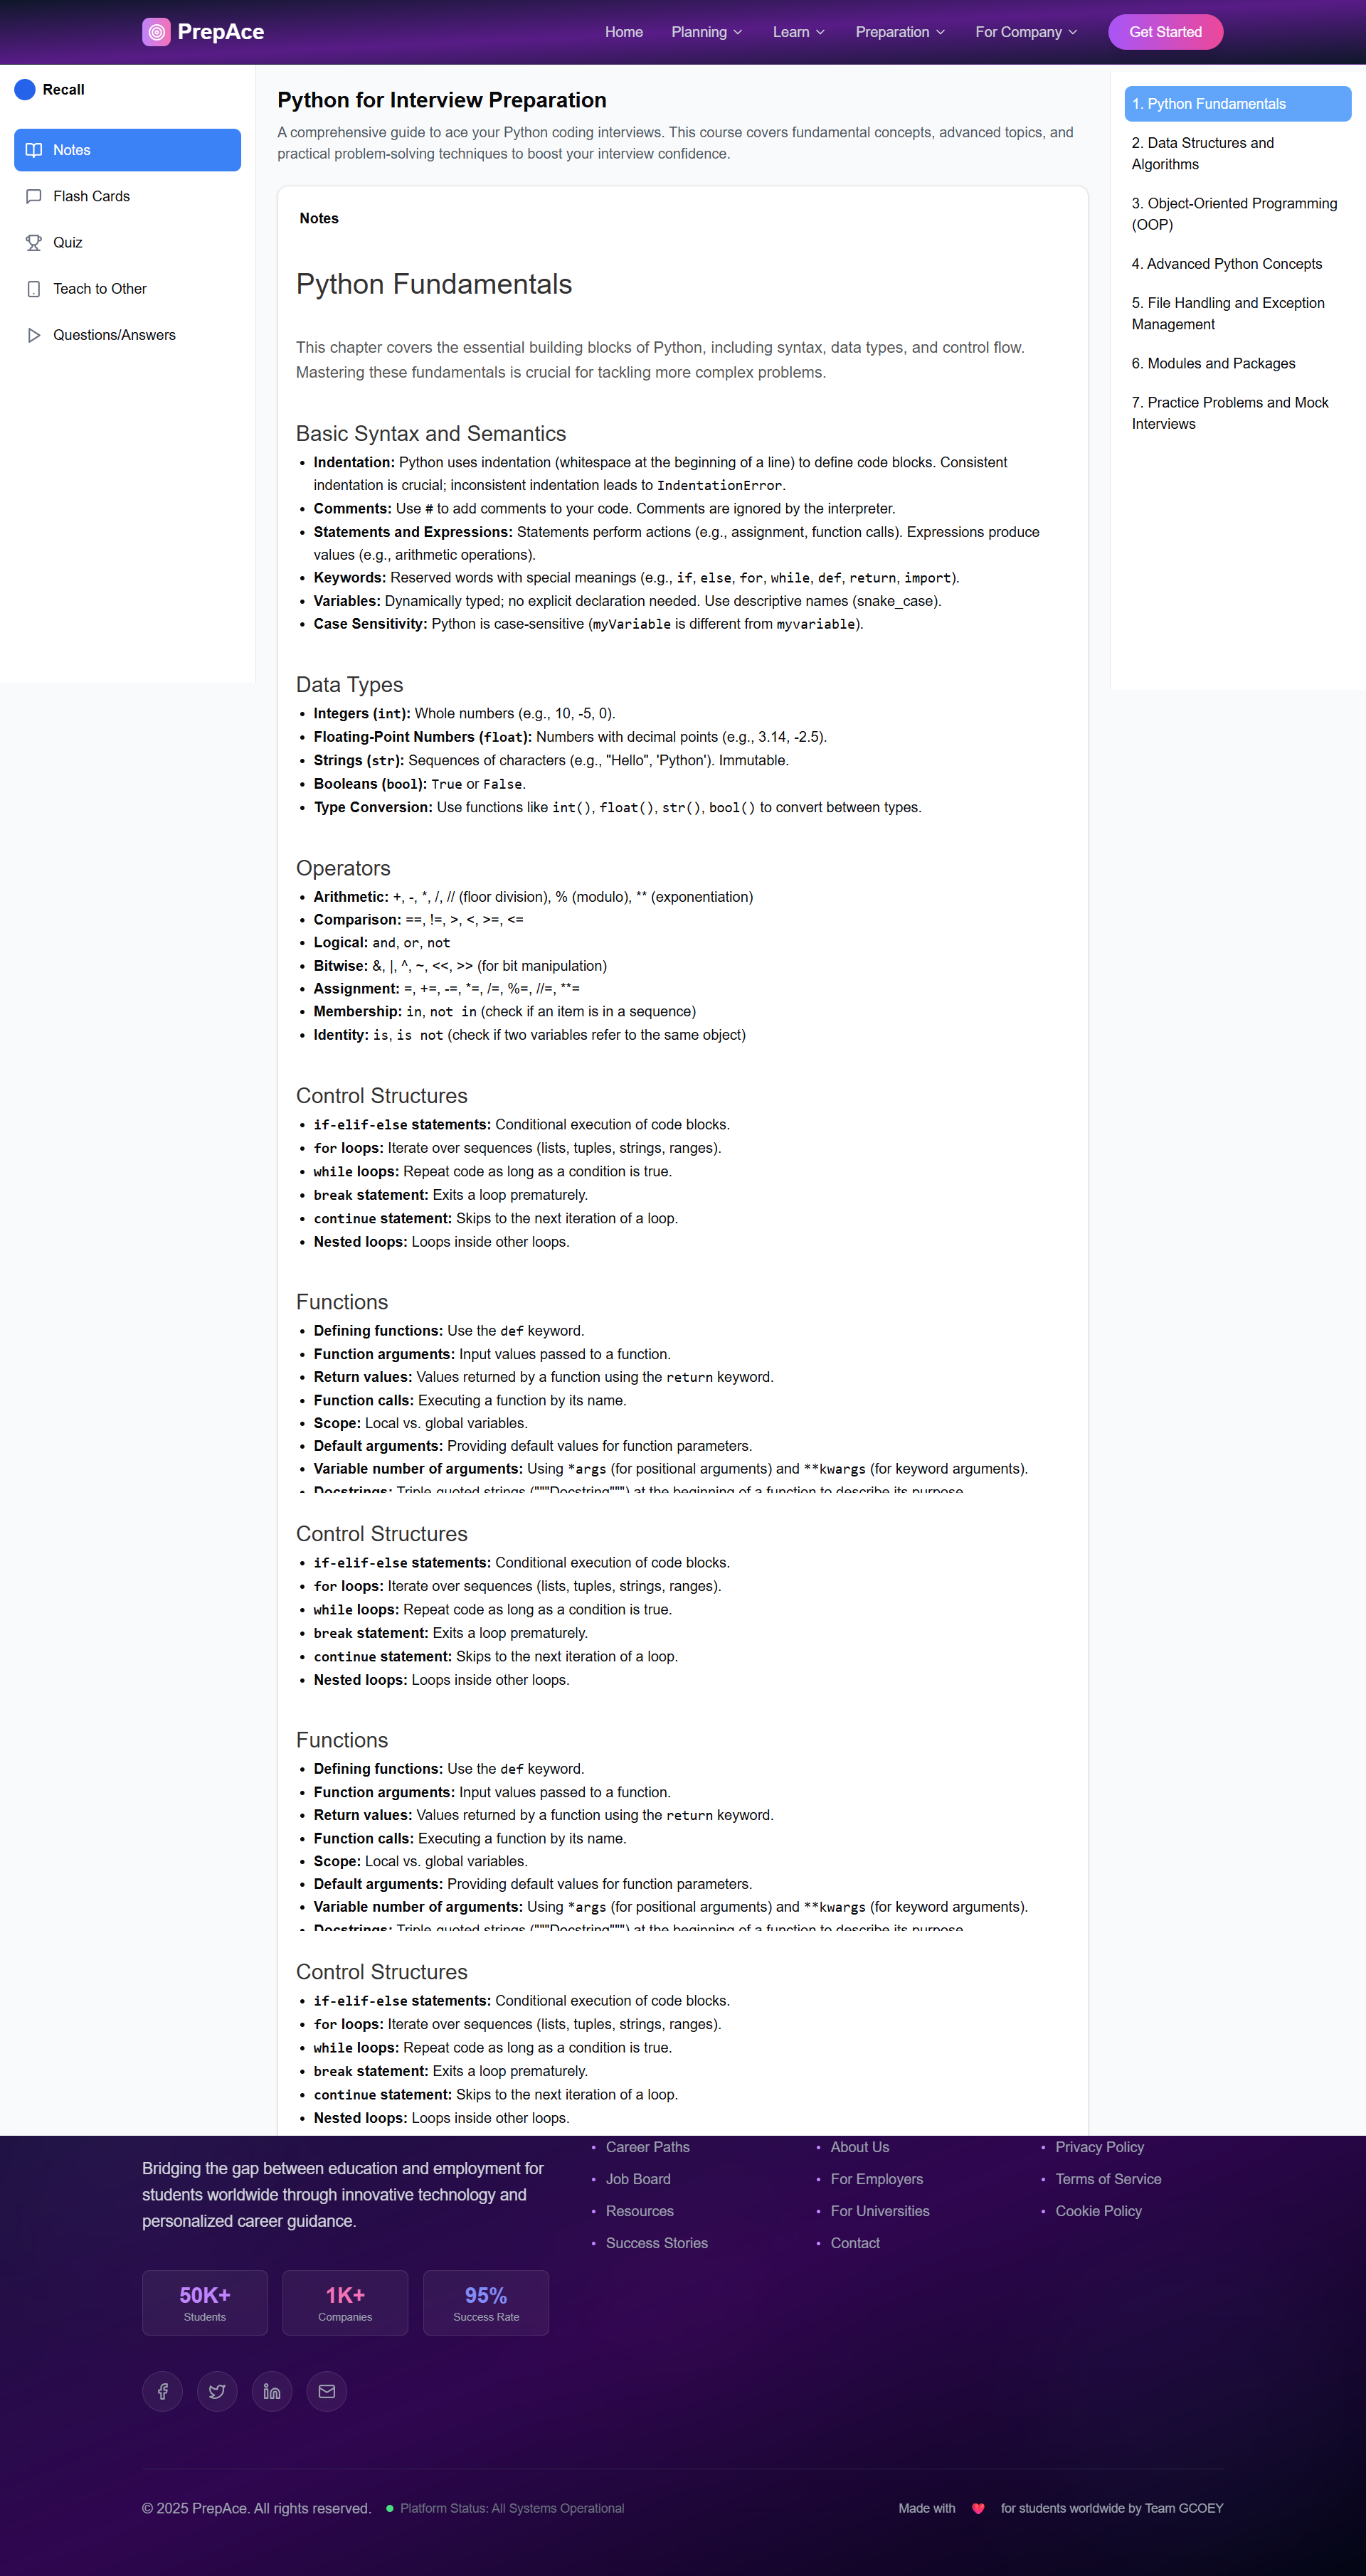 PrepAce
Home
Planning
Learn
Preparation
For Company
Get Started
Recall
Notes
Flash Cards
Quiz
Teach to Other
Questions/Answers
Python for Interview Preparation
A comprehensive guide to ace your Python coding interviews. This course covers fundamental concepts, advanced topics, and
practical problem-solving techniques to boost your interview confidence.
Notes
Python Fundamentals
This chapter covers the essential building blocks of Python, including syntax, data types, and control flow.
Mastering these fundamentals is crucial for tackling more complex problems.
Basic Syntax and Semantics
• Indentation: Python uses indentation (whitespace at the beginning of a line) to define code blocks. Consistent
indentation is crucial; inconsistent indentation leads to IndentationError.
• Comments: Use # to add comments to your code. Comments are ignored by the interpreter.
• Statements and Expressions: Statements perform actions (e.g., assignment, function calls). Expressions produce
values (e.g., arithmetic operations).
• Keywords: Reserved words with special meanings (e.g., if, else, for, while, def, return, import).
• Variables: Dynamically typed; no explicit declaration needed. Use descriptive names (snake_case).
• Case Sensitivity: Python is case-sensitive (myVariable is different from myvariable).
Data Types
• Integers (int): Whole numbers (e.g., 10, -5, 0).
• Floating-Point Numbers (float): Numbers with decimal points (e.g., 3.14, -2.5).
• Strings (str): Sequences of characters (e.g., "Hello", 'Python'). Immutable.
• Booleans (bool): True or False.
• Type Conversion: Use functions like int(), float(), str(), bool() to convert between types.
Operators
• Arithmetic: +, -, *, /, // (floor division), % (modulo), ** (exponentiation)
• Comparison: ==, !=, >, <, >=, <=
• Logical: and, or, not
• Bitwise: &, |, ^, ~, <<, >> (for bit manipulation)
• Assignment: =, +=, -=, *=, /=, %=, //=, **=
• Membership: in, not in (check if an item is in a sequence)
• Identity: is, is not (check if two variables refer to the same object)
Control Structures
• if-elif-else statements: Conditional execution of code blocks.
• for loops: Iterate over sequences (lists, tuples, strings, ranges).
• while loops: Repeat code as long as a condition is true.
• break statement: Exits a loop prematurely.
• continue statement: Skips to the next iteration of a loop.
• Nested loops: Loops inside other loops.
Functions
• Defining functions: Use the def keyword.
• Function arguments: Input values passed to a function.
• Return values: Values returned by a function using the return keyword.
• Function calls: Executing a function by its name.
• Scope: Local vs. global variables.
• Default arguments: Providing default values for function parameters.
• Variable number of arguments: Using *args (for positional arguments) and **kwargs (for keyword arguments).
• Docstrings: Triple-quoted strings ("""Docstring""") at the beginning of a function to describe its purpose.
Control Structures
• if-elif-else statements: Conditional execution of code blocks.
• for loops: Iterate over sequences (lists, tuples, strings, ranges).
• while loops: Repeat code as long as a condition is true.
• break statement: Exits a loop prematurely.
• continue statement: Skips to the next iteration of a loop.
• Nested loops: Loops inside other loops.
Functions
• Defining functions: Use the def keyword.
• Function arguments: Input values passed to a function.
• Return values: Values returned by a function using the return keyword.
• Function calls: Executing a function by its name.
• Scope: Local vs. global variables.
• Default arguments: Providing default values for function parameters.
• Variable number of arguments: Using *args (for positional arguments) and **kwargs (for keyword arguments).
• Docstrings: Triple-quoted strings ("""Docstring""") at the beginning of a function to describe its purpose.
Control Structures
• if-elif-else statements: Conditional execution of code blocks.
• for loops: Iterate over sequences (lists, tuples, strings, ranges).
• while loops: Repeat code as long as a condition is true.
• break statement: Exits a loop prematurely.
• continue statement: Skips to the next iteration of a loop.
• Nested loops: Loops inside other loops.
1. Python Fundamentals
2. Data Structures and
Algorithms
3. Object-Oriented Programming
(OOP)
4. Advanced Python Concepts
5. File Handling and Exception
Management
6. Modules and Packages
7. Practice Problems and Mock
Interviews
Bridging the gap between education and employment for
students worldwide through innovative technology and
personalized career guidance.
50K+
Students
1K+
Companies
95%
Success Rate
• Career Paths
• Job Board
• Resources
• Success Stories
• About Us
• For Employers
• For Universities
• Contact
• Privacy Policy
• Terms of Service
• Cookie Policy
© 2025 PrepAce. All rights reserved.
Platform Status: All Systems Operational
Made with ❤️ for students worldwide by Team GCOEY